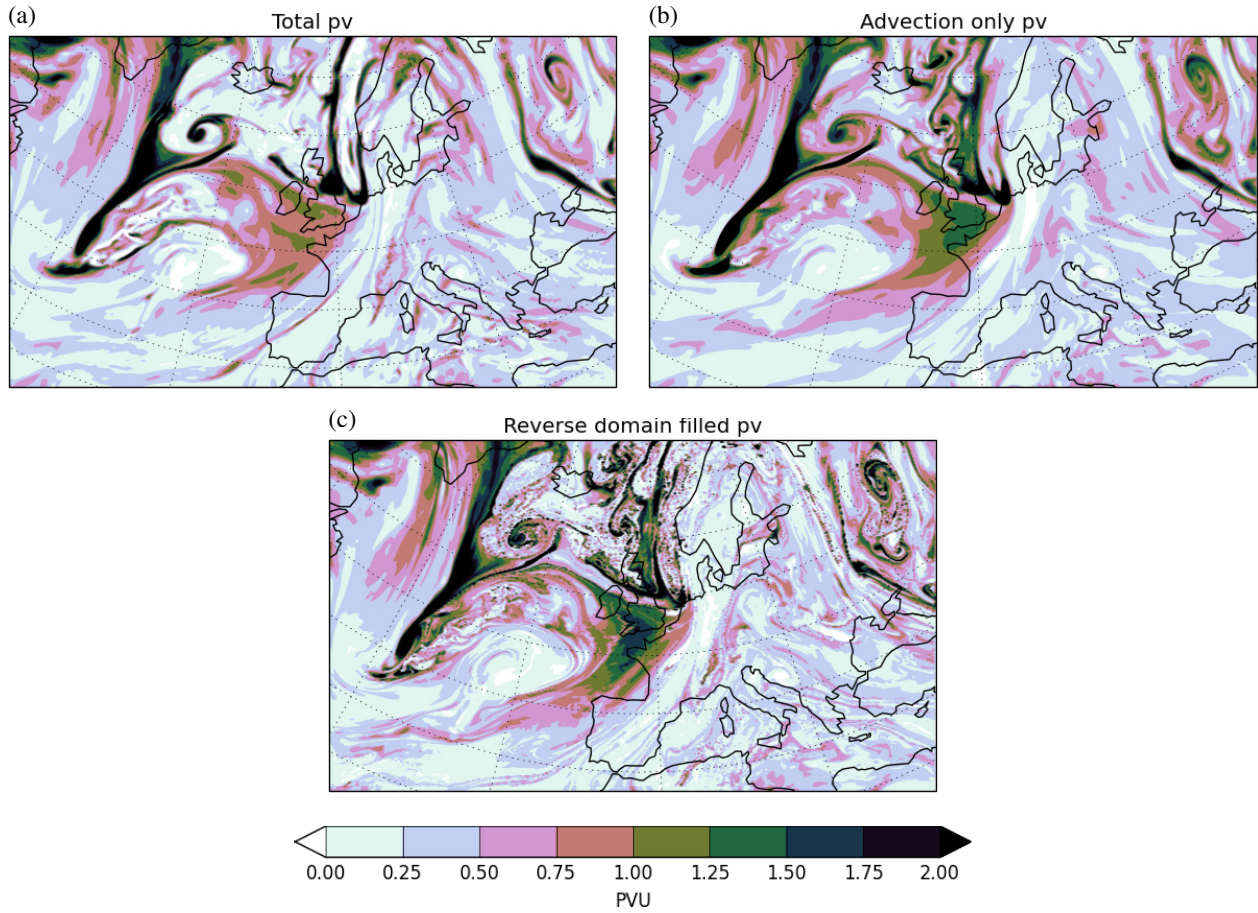 (a)
Total pv
(b)
Advection only pv
(c)
Reverse domain filled pv
0.00 0.25 0.50 0.75 1.00 1.25 1.50 1.75 2.00
PVU